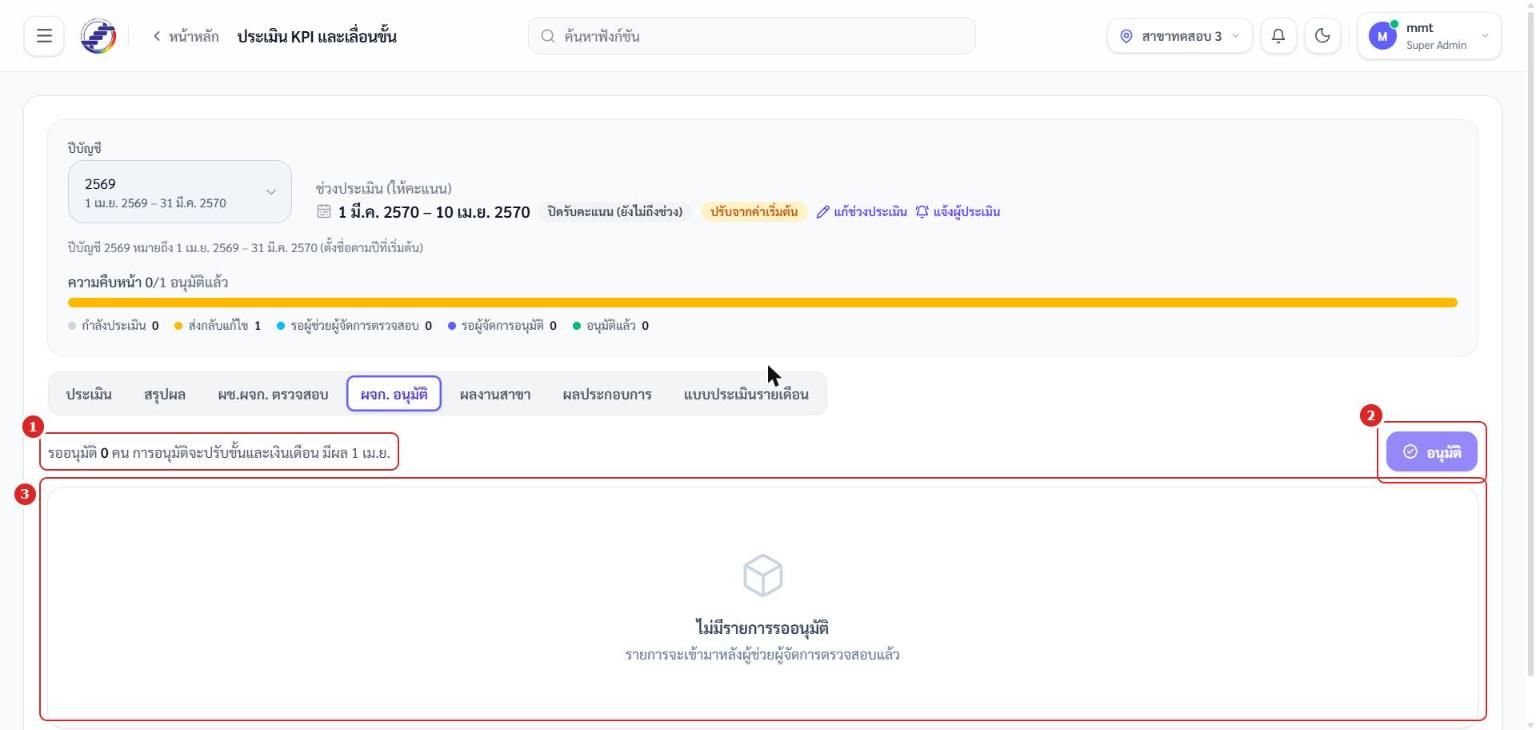 หน้าหลัก ประเมิน KPI และเลื่อนขั้น ค้นหาฟังก์ชัน สาขาทดสอบ 3 M mmt
Super Admin
ปีบัญชี
2569
1 เม.ย. 2569 – 31 มี.ค. 2570
ช่วงประเมิน (ให้คะแนน)
1 มี.ค. 2570 – 10 เม.ย. 2570 ปิดรับคะแนน (ยังไม่ถึงช่วง) ปรับจากค่าเริ่มต้น แก้ช่วงประเมิน แจ้งผู้ประเมิน
ปีบัญชี 2569 หมายถึง 1 เม.ย. 2569 – 31 มี.ค. 2570 (ตั้งชื่อตามปีที่เริ่มต้น)
ความคืบหน้า 0/1 อนุมัติแล้ว
กำลังประเมิน 0 ส่งกลับแก้ไข 1 รอผู้ช่วยผู้จัดการตรวจสอบ 0 รอผู้จัดการอนุมัติ 0 อนุมัติแล้ว 0
ประเมิน สรุปผล ผช.ผจก. ตรวจสอบ ผจก. อนุมัติ ผลงานสาขา ผลประกอบการ แบบประเมินรายเดือน
1
2
รออนุมัติ 0 คน การอนุมัติจะปรับขั้นและเงินเดือน มีผล 1 เม.ย. อนุมัติ
3
ไม่มีรายการรออนุมัติ
รายการจะเข้ามาหลังผู้ช่วยผู้จัดการตรวจสอบแล้ว